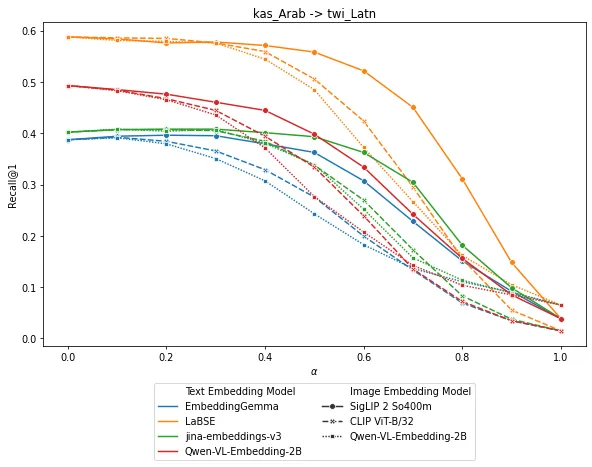 kas_Arab -> twi_Latn
Recall@1
0.6
0.5
0.4
0.3
0.2
0.1
0.0
0.0 0.2 0.4 0.6 0.8 1.0
α
Text Embedding Model Image Embedding Model
EmbeddingGemma SigLIP 2 So400m
LaBSE CLIP ViT-B/32
jina-embeddings-v3 Qwen-VL-Embedding-2B
Qwen-VL-Embedding-2B